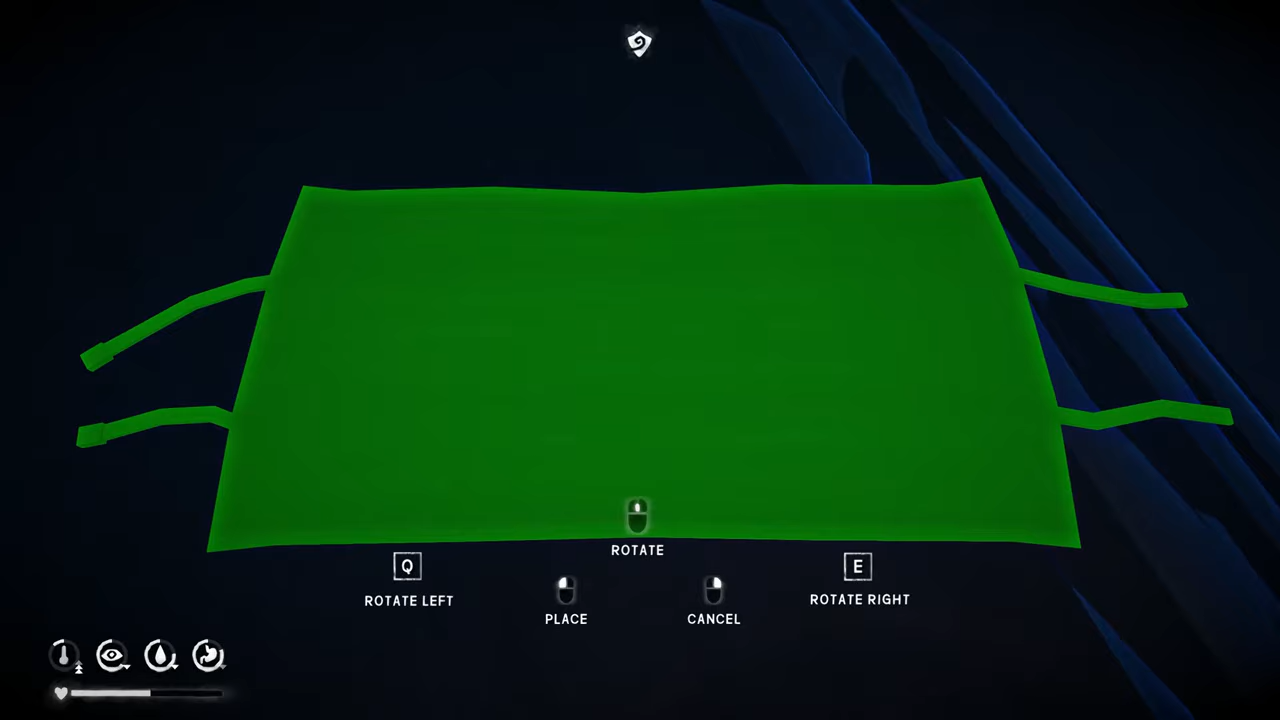 ROTATE
Q
E
ROTATE LEFT
ROTATE RIGHT
PLACE
CANCEL